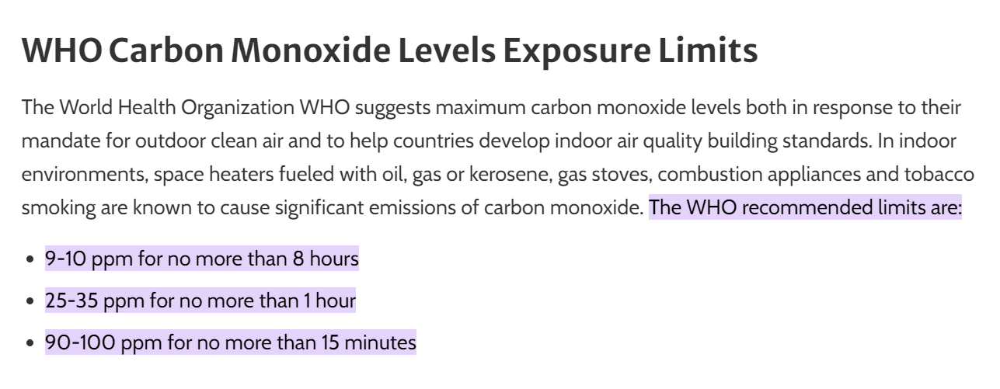 WHO Carbon Monoxide Levels Exposure Limits
The World Health Organization WHO suggests maximum carbon monoxide levels both in response to their
mandate for outdoor clean air and to help countries develop indoor air quality building standards. In indoor
environments, space heaters fueled with oil, gas or kerosene, gas stoves, combustion appliances and tobacco
smoking are known to cause significant emissions of carbon monoxide. The WHO recommended limits are:
• 9-10 ppm for no more than 8 hours
• 25-35 ppm for no more than 1 hour
• 90-100 ppm for no more than 15 minutes